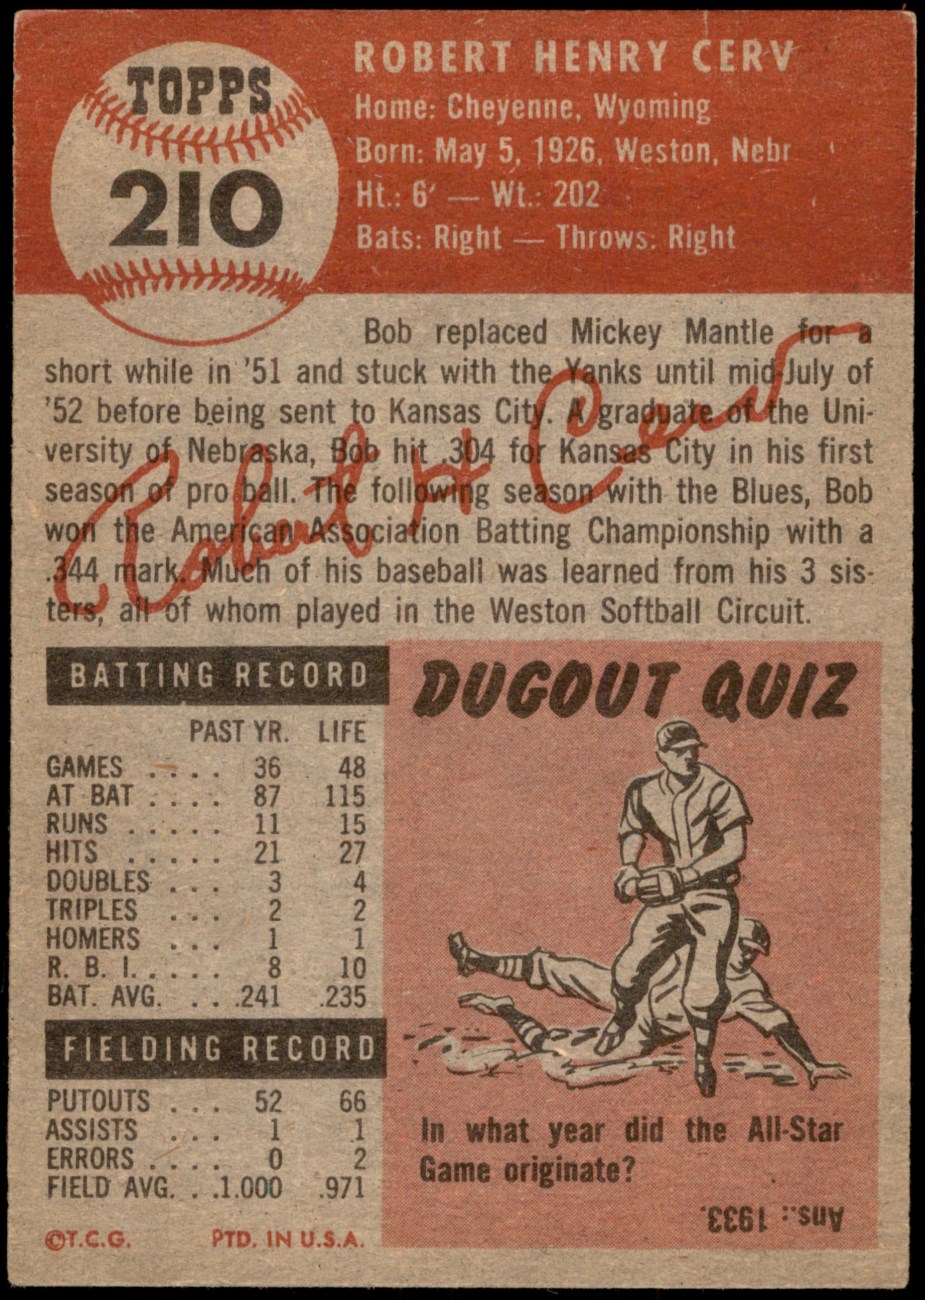 TOPPS
210
ROBERT HENRY CERV
Home: Cheyenne, Wyoming
Born: May 5, 1926, Weston, Nebr
Ht.: 6' — Wt.: 202
Bats: Right — Throws: Right
Bob replaced Mickey Mantle for a
short while in '51 and stuck with the Yanks until mid-July of
'52 before being sent to Kansas City. A graduate of the Uni-
versity of Nebraska, Bob hit .304 for Kansas City in his first
season of pro ball. The following season with the Blues, Bob
won the American Association Batting Championship with a
.344 mark. Much of his baseball was learned from his 3 sis-
ters, all of whom played in the Weston Softball Circuit.
Robert H Cerv
BATTING RECORD
PAST YR. LIFE
GAMES .... 36 48
AT BAT .... 87 115
RUNS ..... 11 15
HITS ..... 21 27
DOUBLES ... 3 4
TRIPLES ... 2 2
HOMERS ... 1 1
R. B. I. .... 8 10
BAT. AVG. ...241 .235
FIELDING RECORD
PUTOUTS ... 52 66
ASSISTS ... 1 1
ERRORS .... 0 2
FIELD AVG. ..1.000 .971
©T.C.G. PTD. IN U.S.A.
DUGOUT QUIZ
In what year did the All-Star
Game originate?
Ans.: 1933.